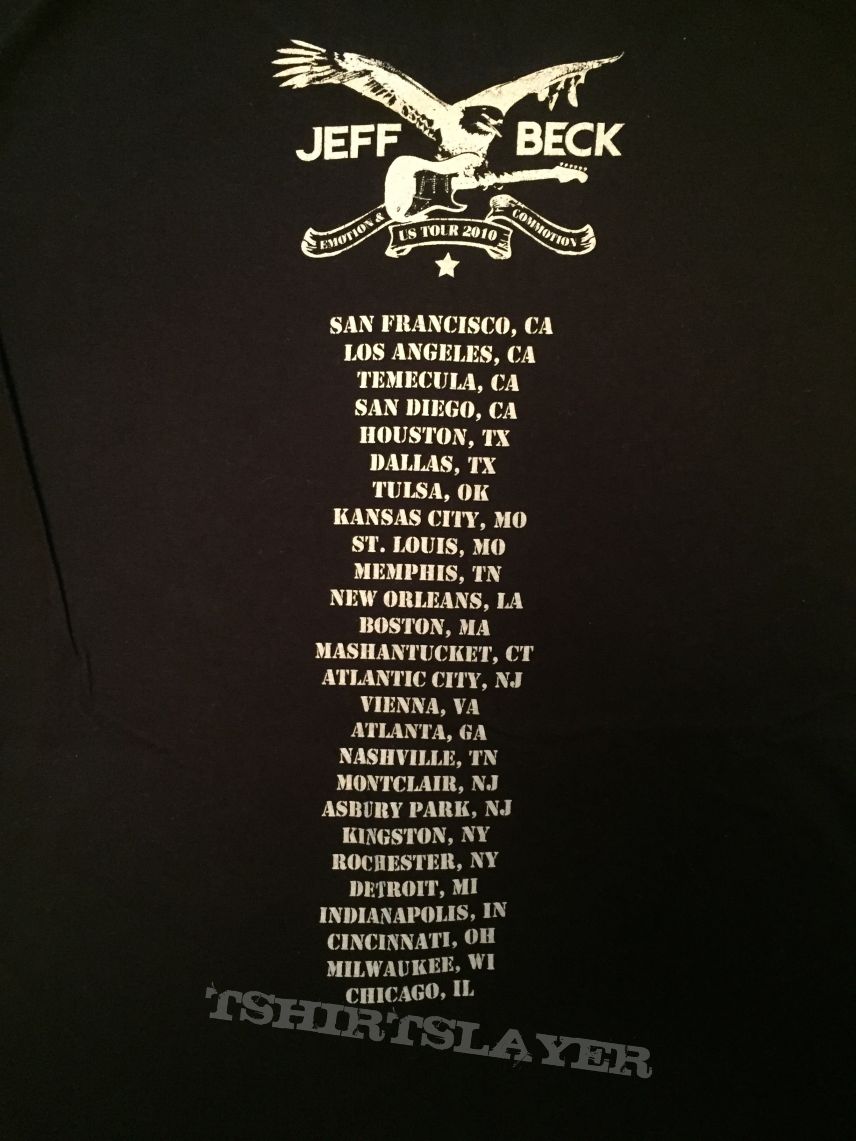 JEFF BECK
EMOTION & US TOUR 2010 COMMOTION
SAN FRANCISCO, CA
LOS ANGELES, CA
TEMECULA, CA
SAN DIEGO, CA
HOUSTON, TX
DALLAS, TX
TULSA, OK
KANSAS CITY, MO
ST. LOUIS, MO
MEMPHIS, TN
NEW ORLEANS, LA
BOSTON, MA
MASHANTUCKET, CT
ATLANTIC CITY, NJ
VIENNA, VA
ATLANTA, GA
NASHVILLE, TN
MONTCLAIR, NJ
ASBURY PARK, NJ
KINGSTON, NY
ROCHESTER, NY
DETROIT, MI
INDIANAPOLIS, IN
CINCINNATI, OH
MILWAUKEE, WI
CHICAGO, IL
TSHIRTSLAYER